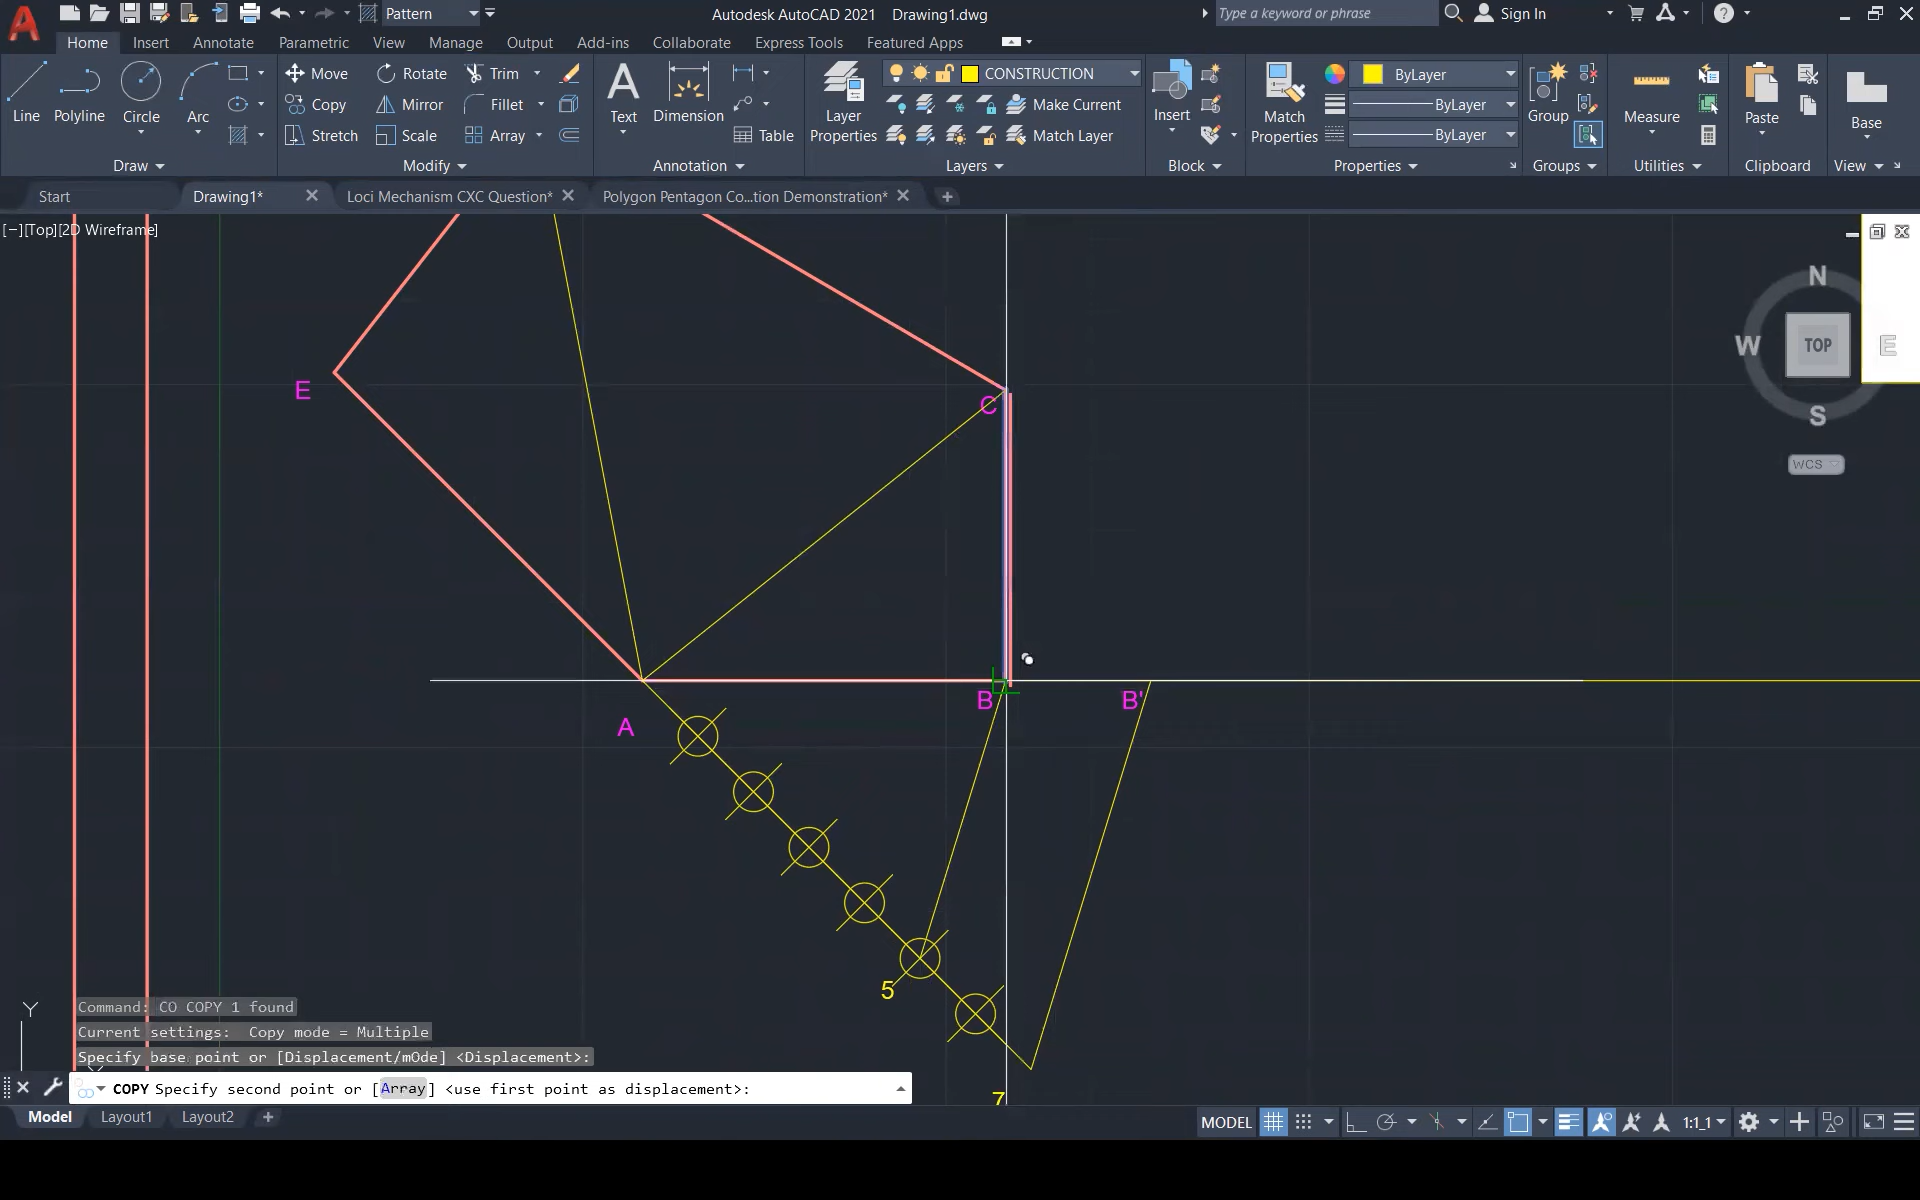 Pattern
Autodesk AutoCAD 2021 Drawing1.dwg
Type a keyword or phrase
Sign In
Home Insert Annotate Parametric View Manage Output Add-ins Collaborate Express Tools Featured Apps
Line Polyline Circle Arc
Move Rotate Trim
Copy Mirror Fillet
Stretch Scale Array
Text Dimension Table
Layer Properties
CONSTRUCTION
Make Current
Match Layer
Insert
Match Properties
ByLayer
ByLayer
ByLayer
Group
Measure
Paste
Base
Draw Modify Annotation Layers Block Properties Groups Utilities Clipboard View
Start Drawing1* Loci Mechanism CXC Question* Polygon Pentagon Co...tion Demonstration*
[−][Top][2D Wireframe]
N
W TOP E
S
WCS
E
C
B B'
A
5
7
Y
Command: CO COPY 1 found
Current settings: Copy mode = Multiple
Specify base point or [Displacement/mOde] <Displacement>:
COPY Specify second point or [Array] <use first point as displacement>:
Model Layout1 Layout2
MODEL 1:1_1